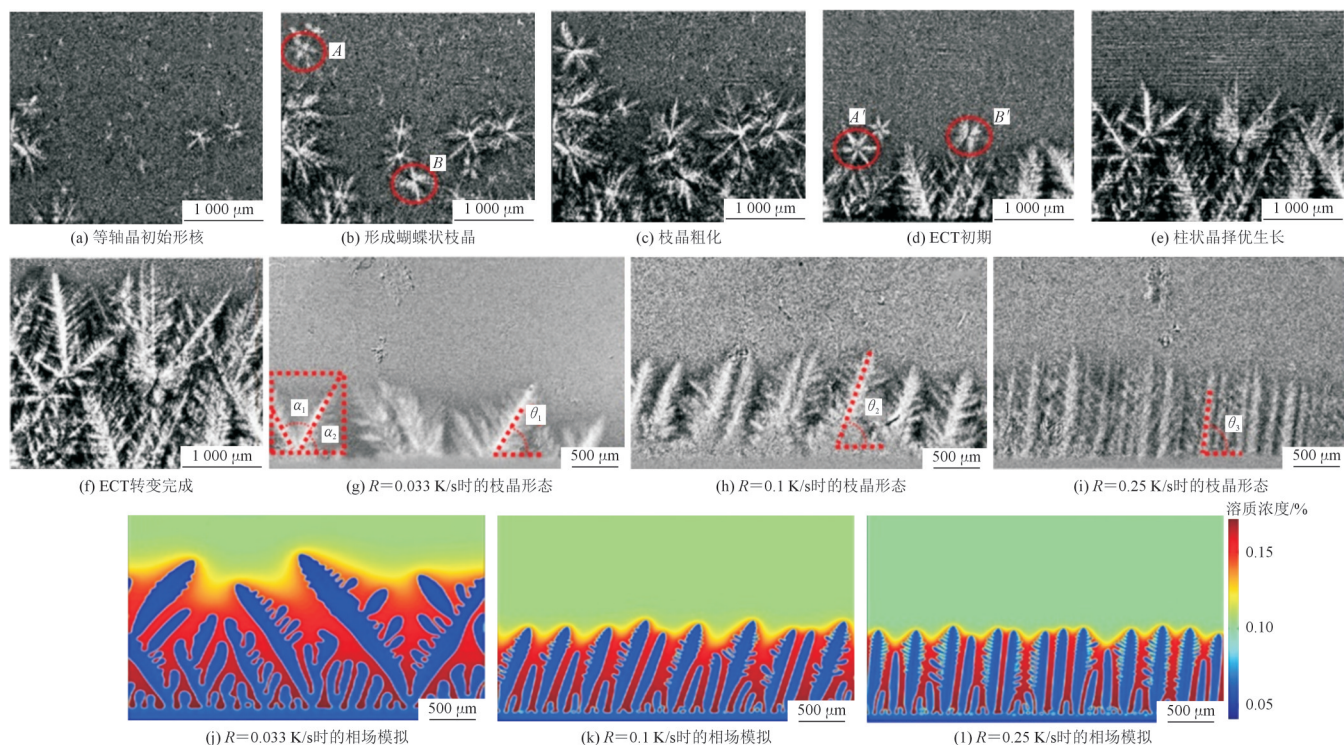 A
B
A′
B′
1 000 μm
1 000 μm
1 000 μm
1 000 μm
1 000 μm
(a) 等轴晶初始形核
(b) 形成蝴蝶状枝晶
(c) 枝晶粗化
(d) ECT初期
(e) 柱状晶择优生长
α₁
α₂
θ₁
θ₂
θ₃
1 000 μm
500 μm
500 μm
500 μm
(f) ECT转变完成
(g) R=0.033 K/s时的枝晶形态
(h) R=0.1 K/s时的枝晶形态
(i) R=0.25 K/s时的枝晶形态
溶质浓度/%
0.15
0.10
0.05
500 μm
500 μm
500 μm
(j) R=0.033 K/s时的相场模拟
(k) R=0.1 K/s时的相场模拟
(l) R=0.25 K/s时的相场模拟